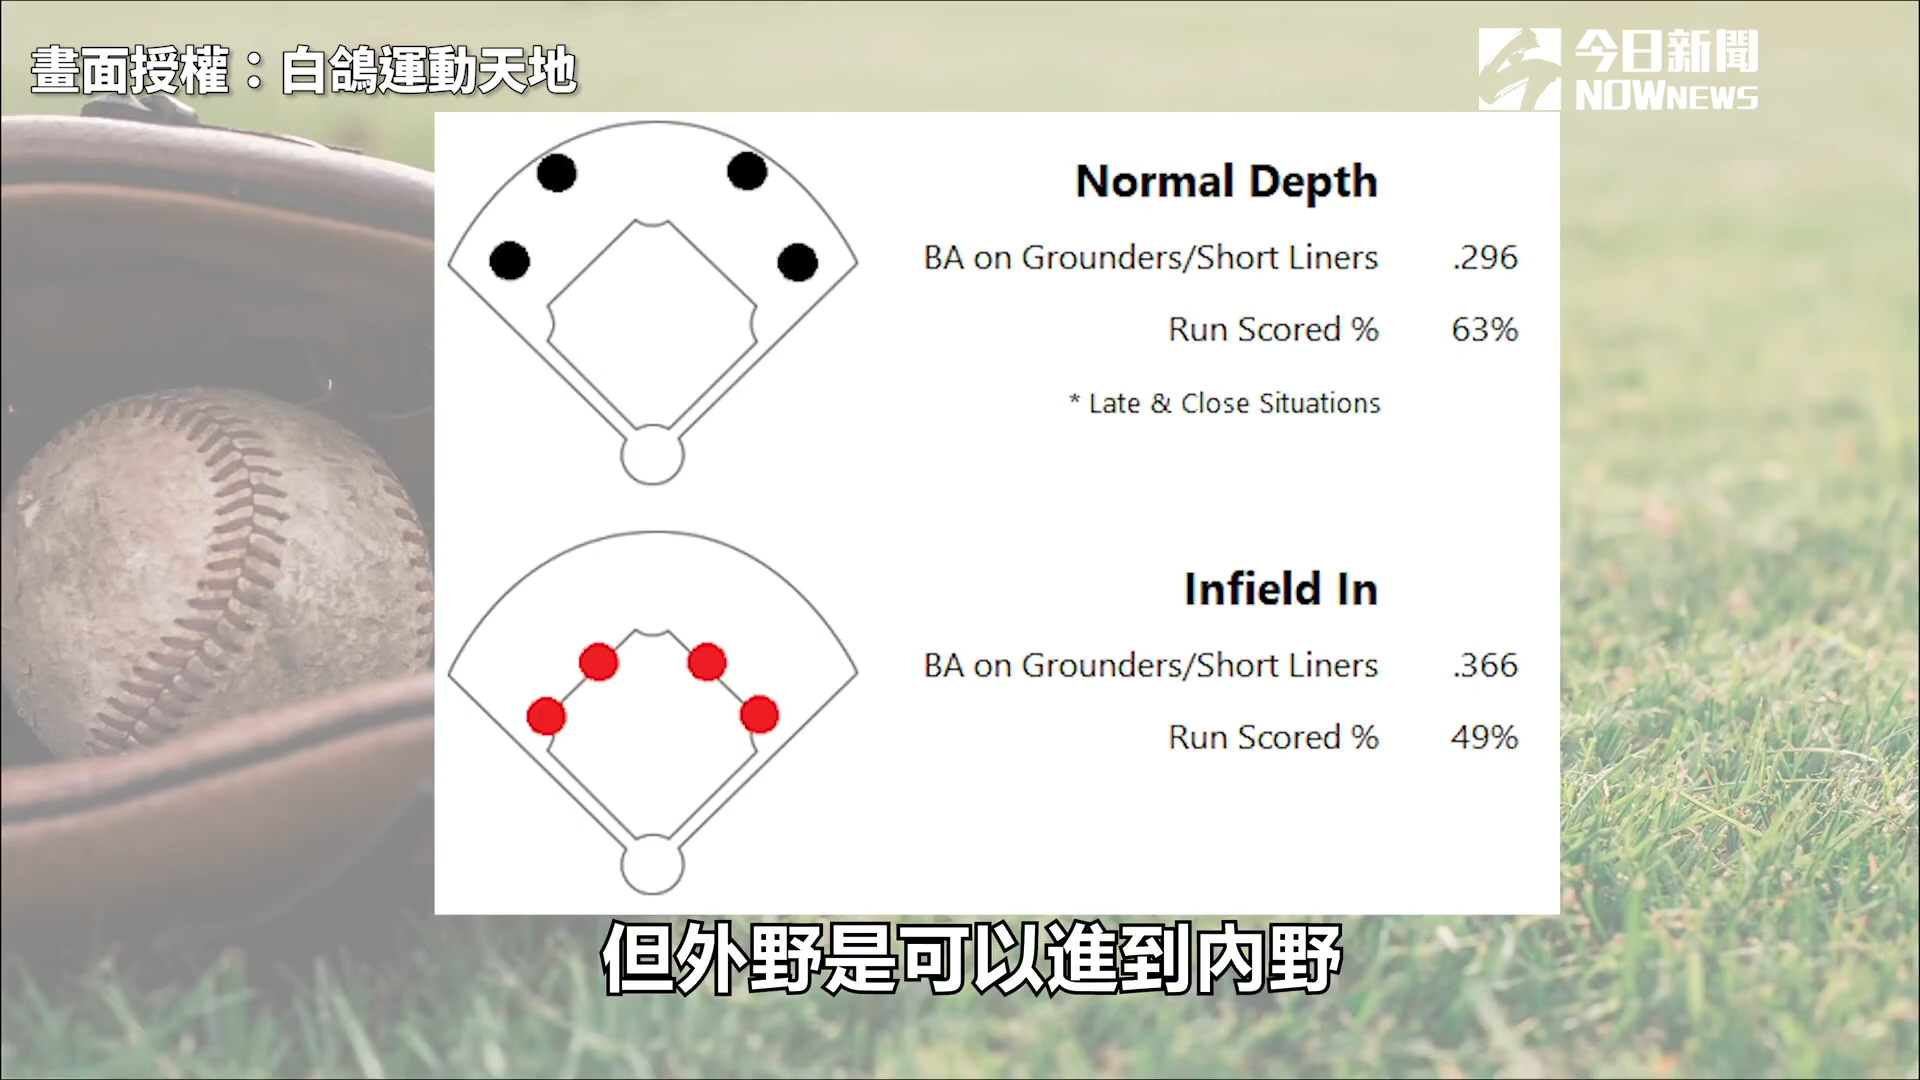 畫面授權：白鴿運動天地
今日新聞
NOWNEWS
Normal Depth
BA on Grounders/Short Liners .296
Run Scored % 63%
* Late & Close Situations
Infield In
BA on Grounders/Short Liners .366
Run Scored % 49%
但外野是可以進到內野